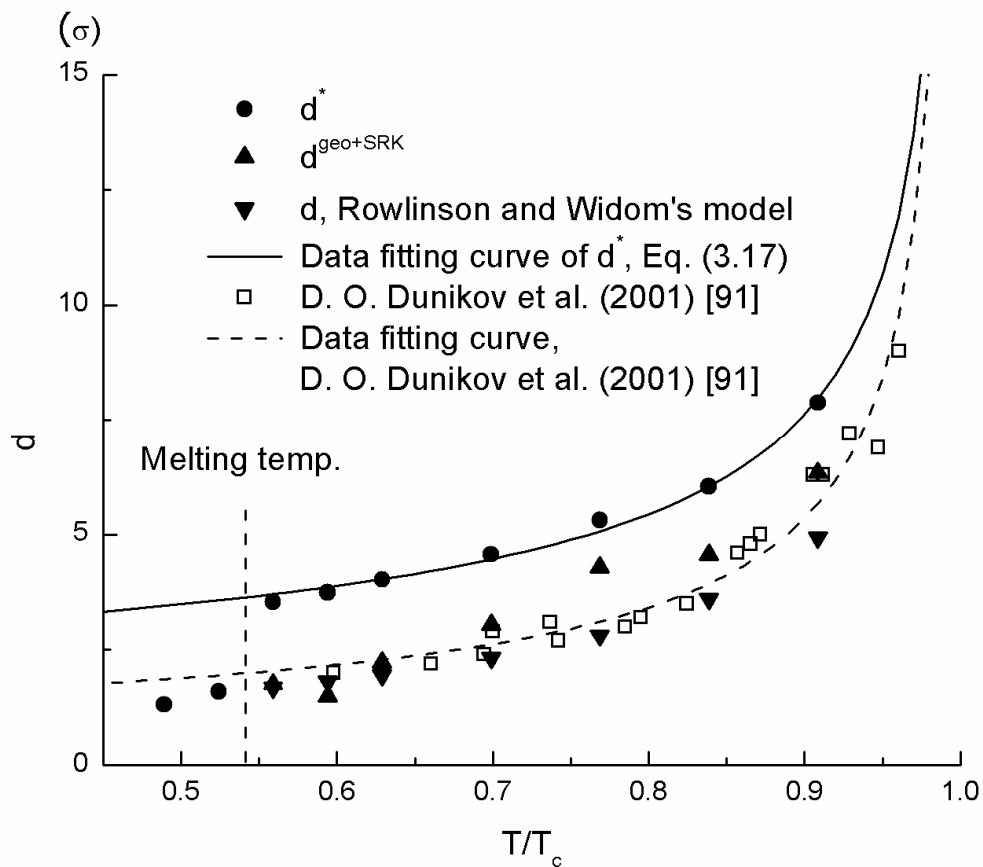 (σ)
15
d*
d^geo+SRK
d, Rowlinson and Widom's model
Data fitting curve of d*, Eq. (3.17)
10
D. O. Dunikov et al. (2001) [91]
Data fitting curve,
D. O. Dunikov et al. (2001) [91]
d
Melting temp.
5
0
0.5 0.6 0.7 0.8 0.9 1.0
T/T_c